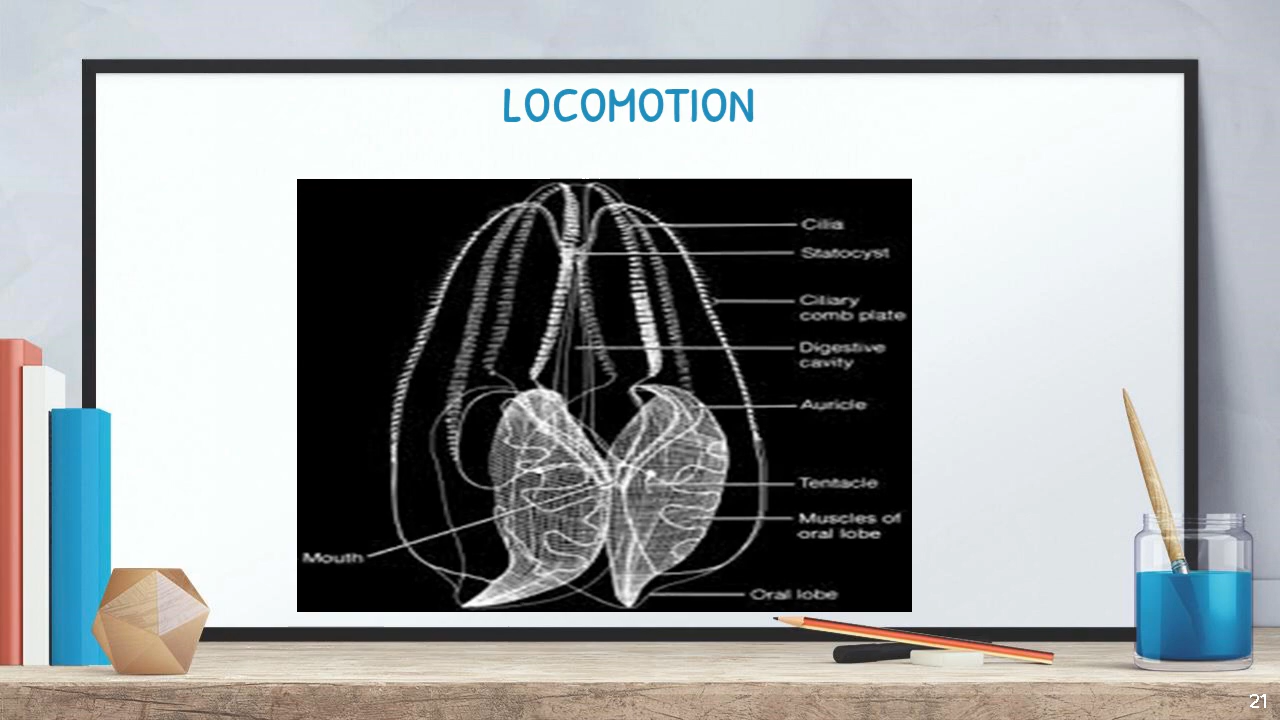 LOCOMOTION
Cilia
Statocyst
Ciliary
comb plate
Digestive
cavity
Auricle
Tentacle
Muscles of
oral lobe
Mouth
Oral lobe
21